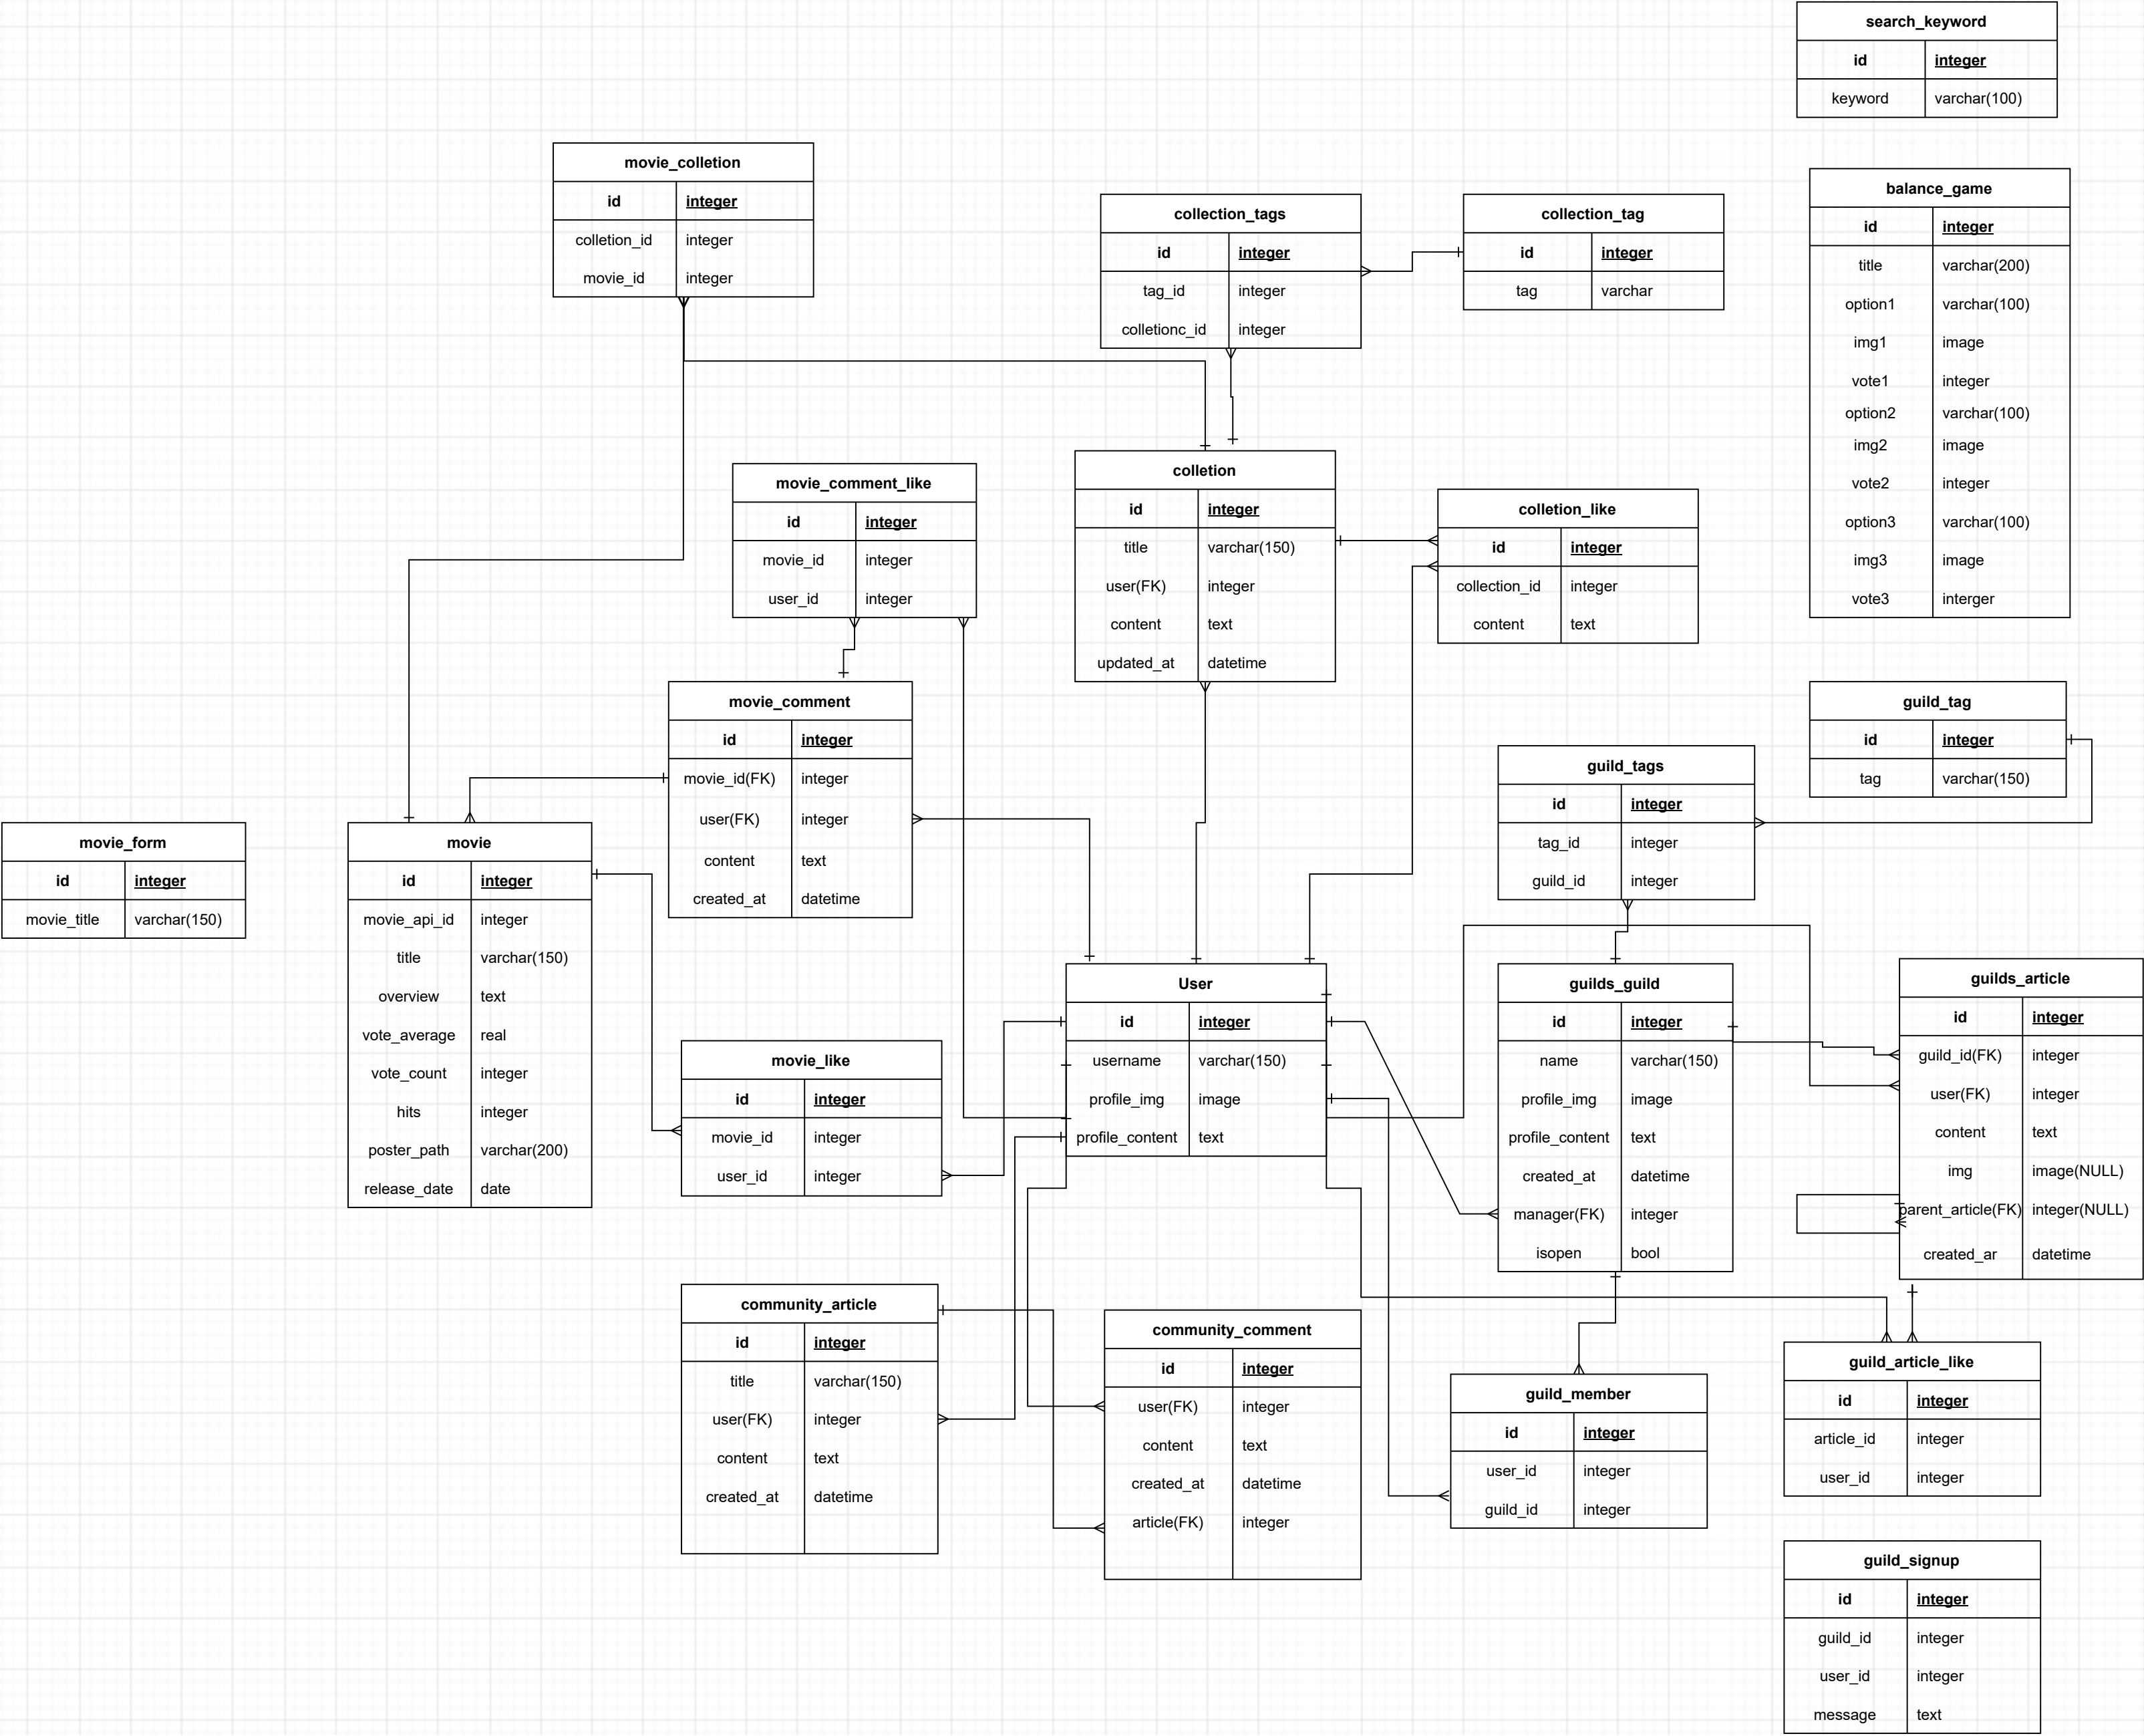 search_keyword
id integer
keyword varchar(100)
movie_colletion
id integer
colletion_id integer
movie_id integer
collection_tags
id integer
tag_id integer
colletionc_id integer
collection_tag
id integer
tag varchar
balance_game
id integer
title varchar(200)
option1 varchar(100)
img1 image
vote1 integer
option2 varchar(100)
img2 image
vote2 integer
option3 varchar(100)
img3 image
vote3 interger
movie_comment_like
id integer
movie_id integer
user_id integer
colletion
id integer
title varchar(150)
user(FK) integer
content text
updated_at datetime
colletion_like
id integer
collection_id integer
content text
movie_comment
id integer
movie_id(FK) integer
user(FK) integer
content text
created_at datetime
guild_tag
id integer
tag varchar(150)
guild_tags
id integer
tag_id integer
guild_id integer
movie_form
id integer
movie_title varchar(150)
movie
id integer
movie_api_id integer
title varchar(150)
overview text
vote_average real
vote_count integer
hits integer
poster_path varchar(200)
release_date date
User
id integer
username varchar(150)
profile_img image
profile_content text
guilds_guild
id integer
name varchar(150)
profile_img image
profile_content text
created_at datetime
manager(FK) integer
isopen bool
guilds_article
id integer
guild_id(FK) integer
user(FK) integer
content text
img image(NULL)
parent_article(FK) integer(NULL)
created_ar datetime
movie_like
id integer
movie_id integer
user_id integer
community_article
id integer
title varchar(150)
user(FK) integer
content text
created_at datetime
community_comment
id integer
user(FK) integer
content text
created_at datetime
article(FK) integer
guild_member
id integer
user_id integer
guild_id integer
guild_article_like
id integer
article_id integer
user_id integer
guild_signup
id integer
guild_id integer
user_id integer
message text